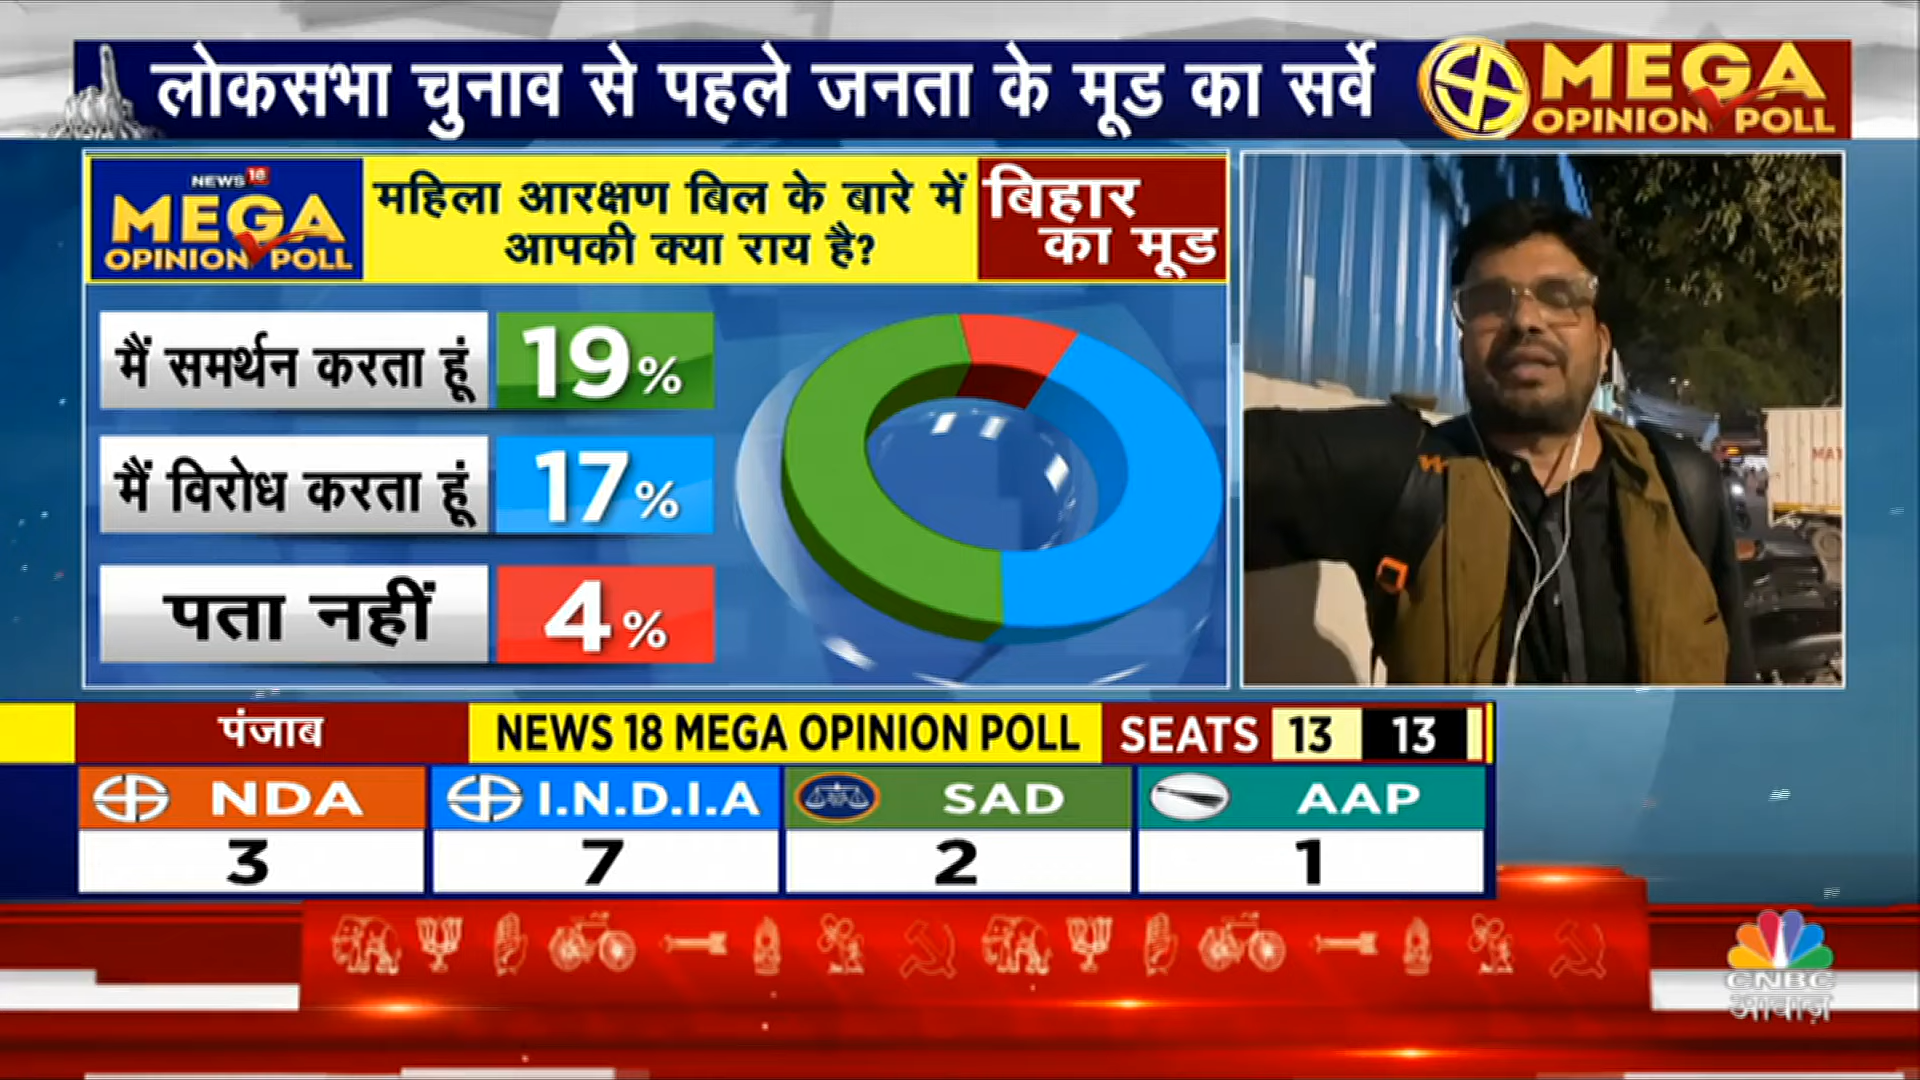 लोकसभा चुनाव से पहले जनता के मूड का सर्वे
MEGA
OPINION POLL
NEWS 18
MEGA
OPINION POLL
महिला आरक्षण बिल के बारे में
आपकी क्या राय है?
बिहार
का मूड
मैं समर्थन करता हूं 19%
मैं विरोध करता हूं 17%
पता नहीं 4%
पंजाब NEWS 18 MEGA OPINION POLL SEATS 13 13
NDA I.N.D.I.A SAD AAP
3 7 2 1
CNBC
आवाज़